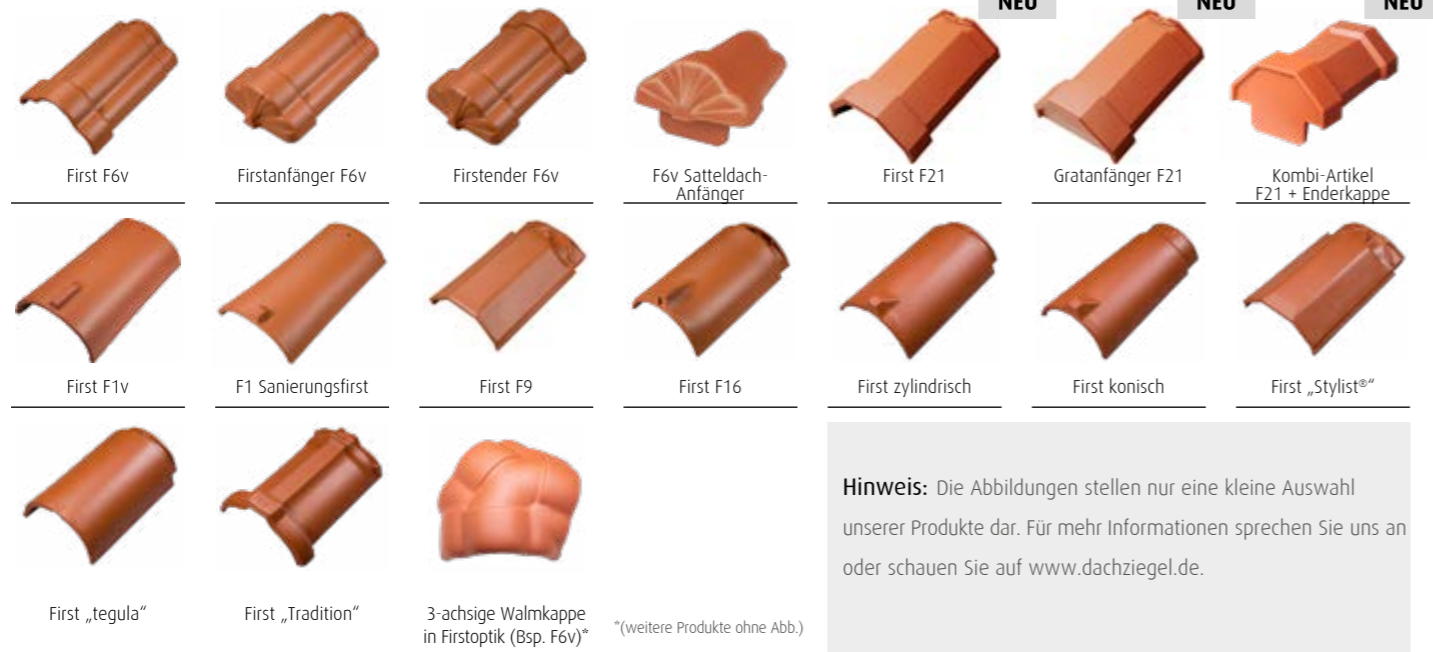 NEU
NEU
NEU
First F6v
Firstanfänger F6v
Firstender F6v
F6v Satteldach-
Anfänger
First F21
Gratanfänger F21
Kombi-Artikel
F21 + Enderkappe
First F1v
F1 Sanierungsfirst
First F9
First F16
First zylindrisch
First konisch
First „Stylist®“
First „tegula“
First „Tradition“
3-achsige Walmkappe
in Firstoptik (Bsp. F6v)*
*(weitere Produkte ohne Abb.)
Hinweis: Die Abbildungen stellen nur eine kleine Auswahl
unserer Produkte dar. Für mehr Informationen sprechen Sie uns an
oder schauen Sie auf www.dachziegel.de.